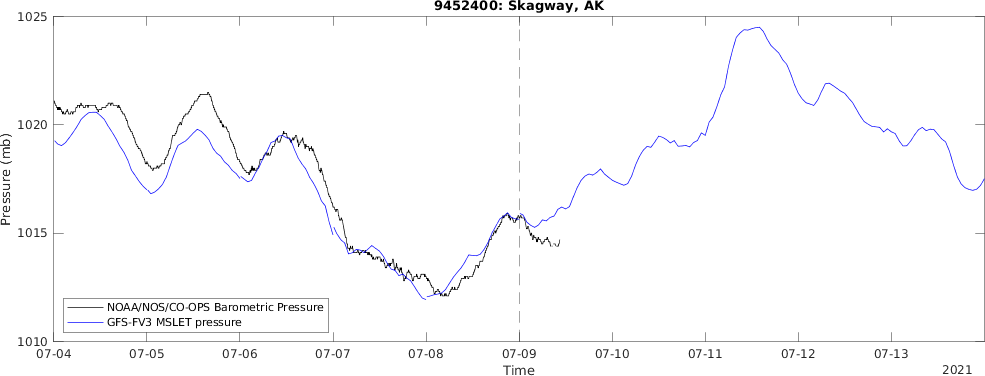 9452400: Skagway, AK
1025
1020
1015
1010
Pressure (mb)
NOAA/NOS/CO-OPS Barometric Pressure
GFS-FV3 MSLET pressure
07-04 07-05 07-06 07-07 07-08 07-09 07-10 07-11 07-12 07-13
Time
2021